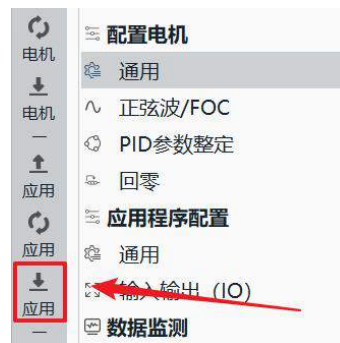 电机
电机
应用
应用
应用
配置电机
通用
正弦波/FOC
PID参数整定
回零
应用程序配置
通用
输入输出（IO）
数据监测